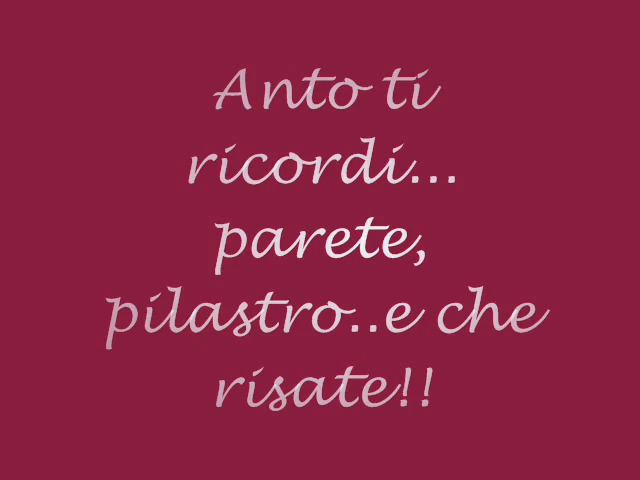 Anto ti
ricordi...
parete,
pilastro..e che
risate!!